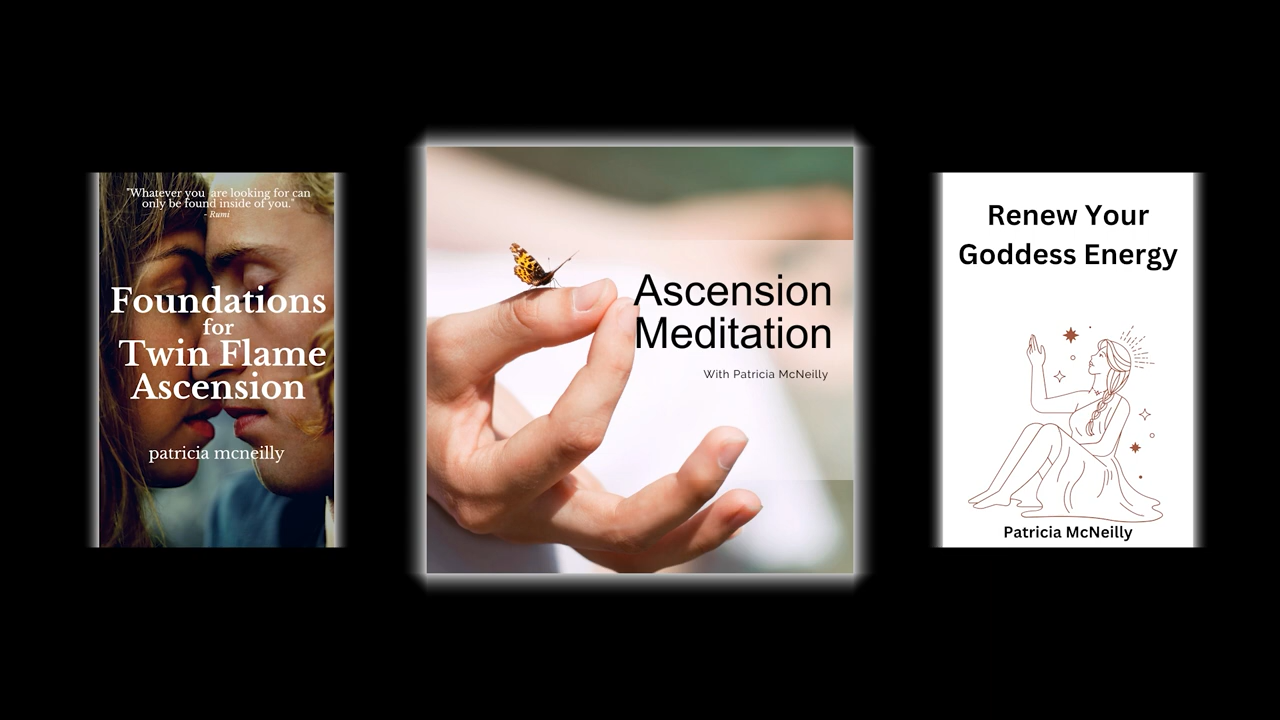 "Whatever you are looking for can
only be found inside of you."
- Rumi
Foundations
for
Twin Flame
Ascension
patricia mcneilly
Ascension
Meditation
With Patricia McNeilly
Renew Your
Goddess Energy
Patricia McNeilly